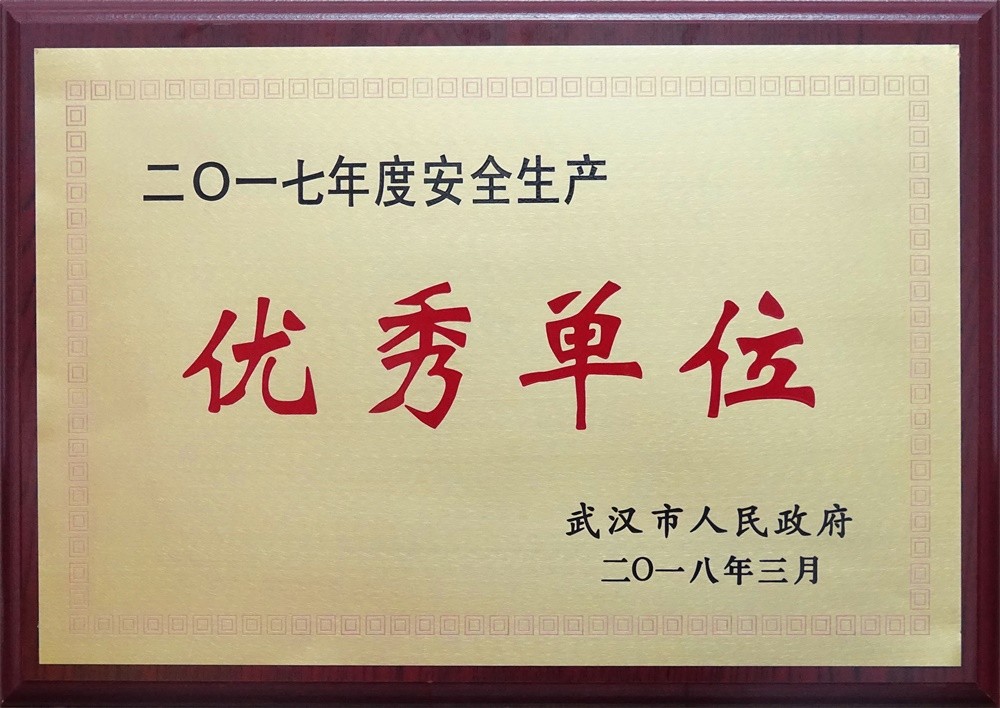 二〇一七年度安全生产
优秀单位
武汉市人民政府
二〇一八年三月